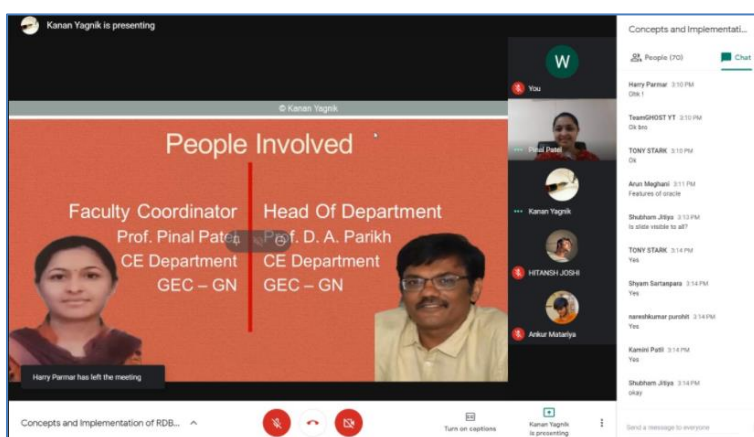 Kanan Yagnik is presenting
© Kanan Yagnik
People Involved
Faculty Coordinator
Prof. Pinal Patel
CE Department
GEC – GN
Head Of Department
Prof. D. A. Parikh
CE Department
GEC – GN
Harry Parmar has left the meeting
W
You
Pinal Patel
Kanan Yagnik
HITANSH JOSHI
Ankur Matariya
Concepts and Implementati...
People (70)
Chat
Harry Parmar 3:10 PM
Ohk !
TeamGHOST YT 3:10 PM
Ok bro
TONY STARK 3:10 PM
Ok
Arun Meghani 3:11 PM
Features of oracle
Shubham Jitiya 3:13 PM
Is slide visible to all?
TONY STARK 3:14 PM
Yes
Shyam Sartanpara 3:14 PM
Yes
nareshkumar purohit 3:14 PM
Yes
Kamini Patil 3:14 PM
Yes
Shubham Jitiya 3:14 PM
okay
Send a message to everyone
Concepts and Implementation of RDB...
Turn on captions
Kanan Yagnik
is presenting